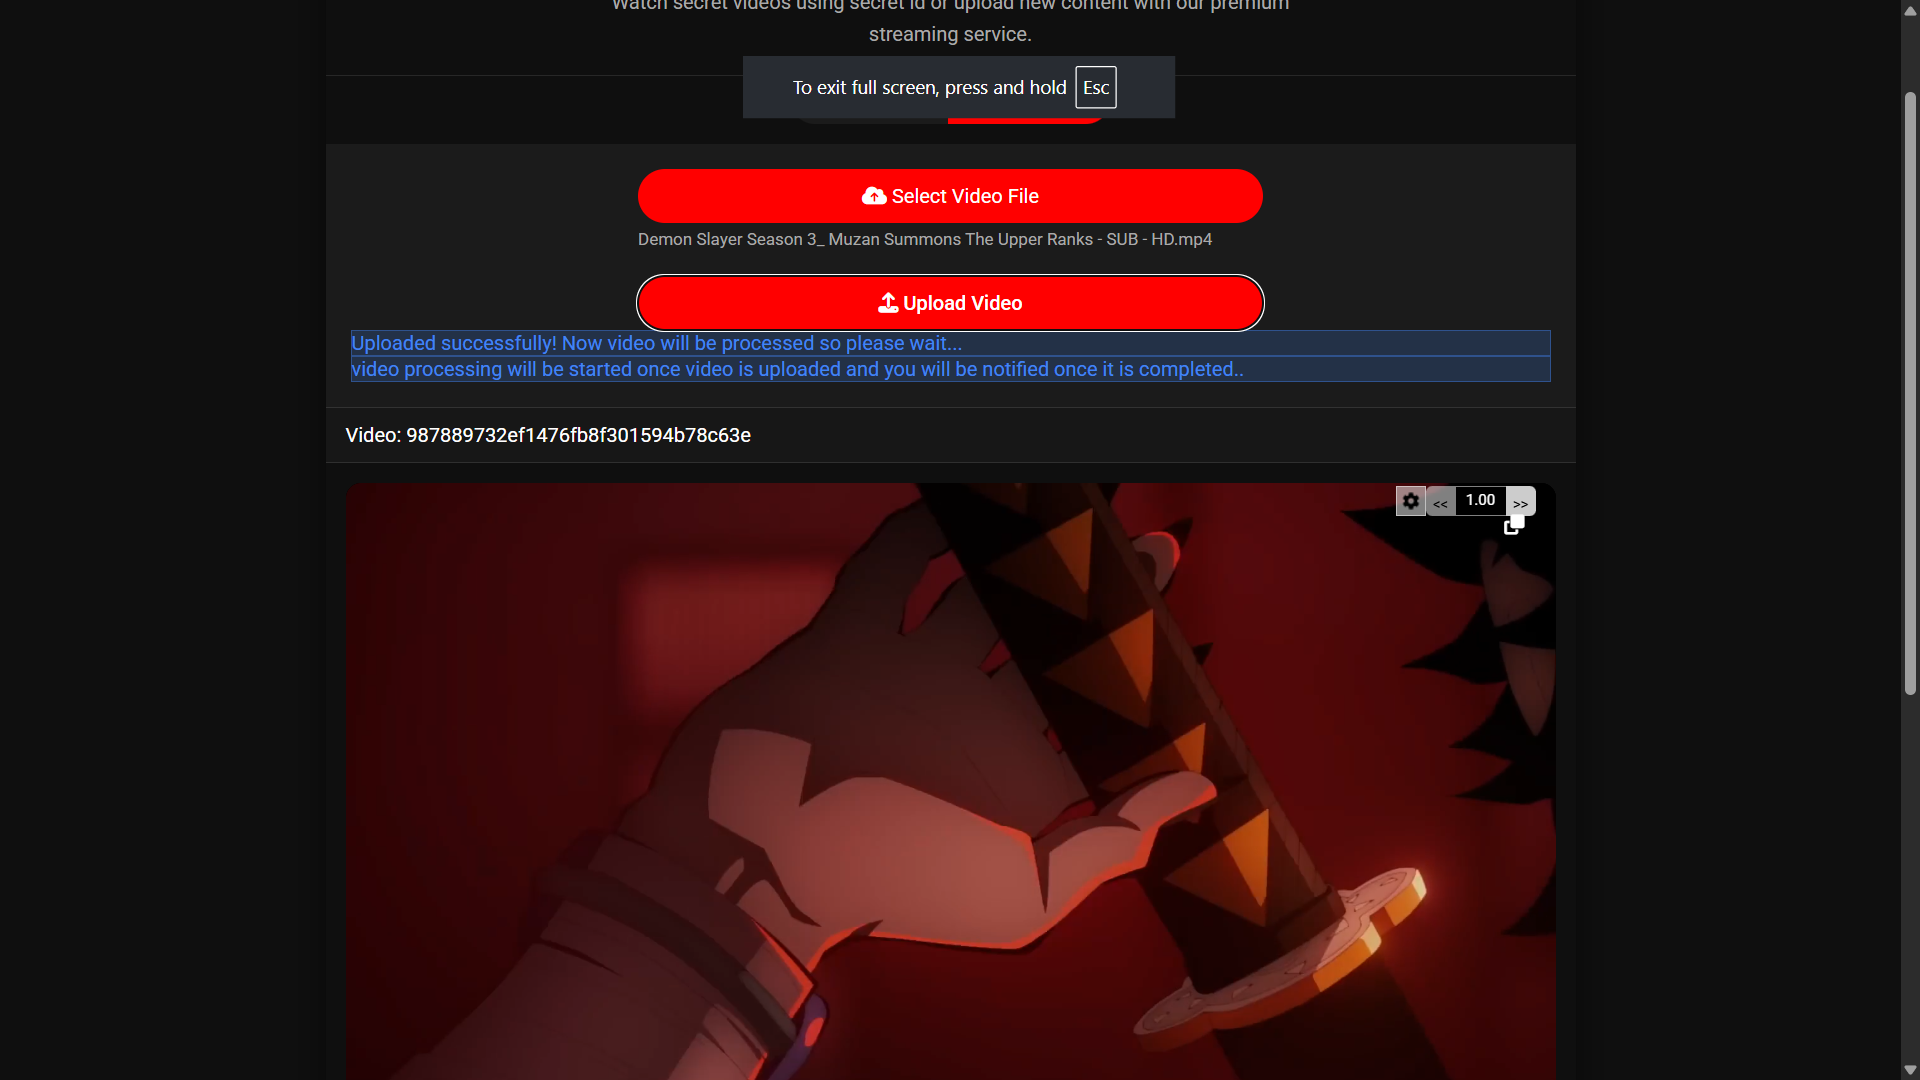 Watch secret videos using secret id or upload new content with our premium
streaming service.
To exit full screen, press and hold Esc
Select Video File
Demon Slayer Season 3_ Muzan Summons The Upper Ranks - SUB - HD.mp4
Upload Video
Uploaded successfully! Now video will be processed so please wait...
video processing will be started once video is uploaded and you will be notified once it is completed..
Video: 987889732ef1476fb8f301594b78c63e
<< 1.00 >>